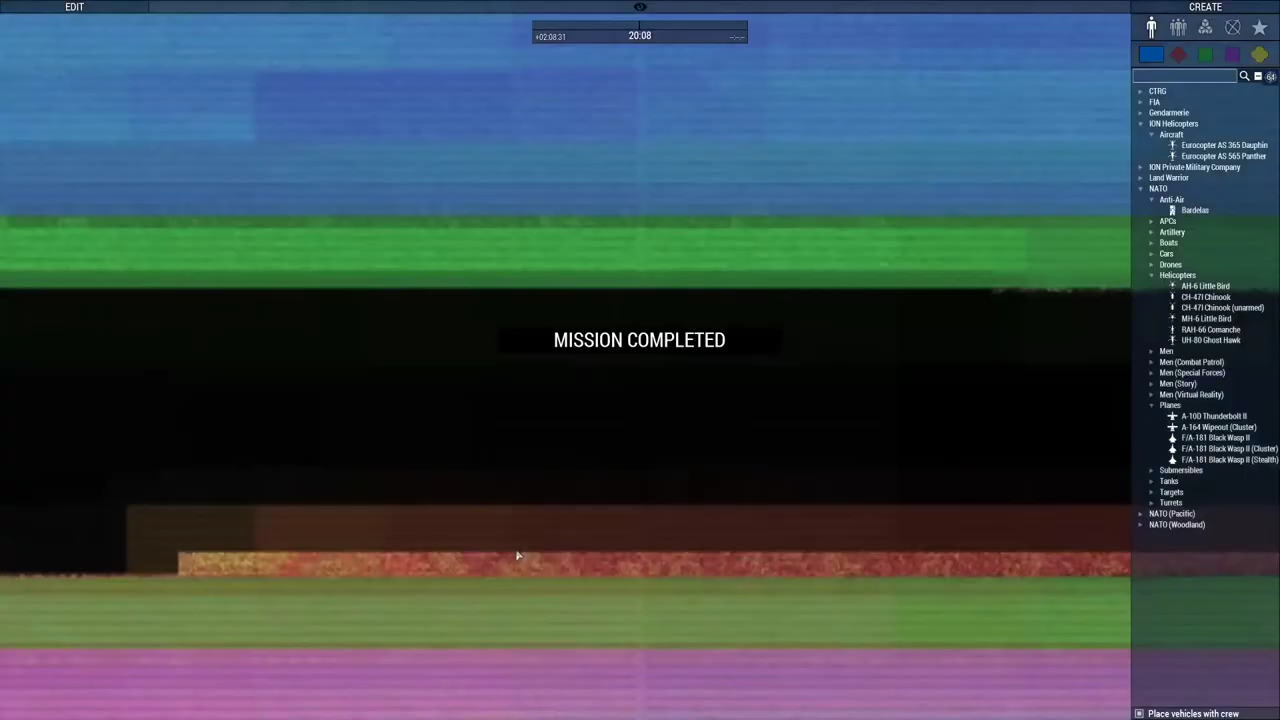 EDIT
CREATE
+02:08:31
20:08
--:--
64
CTRG
FIA
Gendarmerie
ION Helicopters
Aircraft
Eurocopter AS 365 Dauphin
Eurocopter AS 565 Panther
ION Private Military Company
Land Warrior
NATO
Anti-Air
Bardelas
APCs
Artillery
Boats
Cars
Drones
Helicopters
AH-6 Little Bird
CH-47I Chinook
CH-47I Chinook (unarmed)
MH-6 Little Bird
RAH-66 Comanche
UH-80 Ghost Hawk
MISSION COMPLETED
Men
Men (Combat Patrol)
Men (Special Forces)
Men (Story)
Men (Virtual Reality)
Planes
A-10D Thunderbolt II
A-164 Wipeout (Cluster)
F/A-181 Black Wasp II
F/A-181 Black Wasp II (Cluster)
F/A-181 Black Wasp II (Stealth)
Submersibles
Tanks
Targets
Turrets
NATO (Pacific)
NATO (Woodland)
Place vehicles with crew